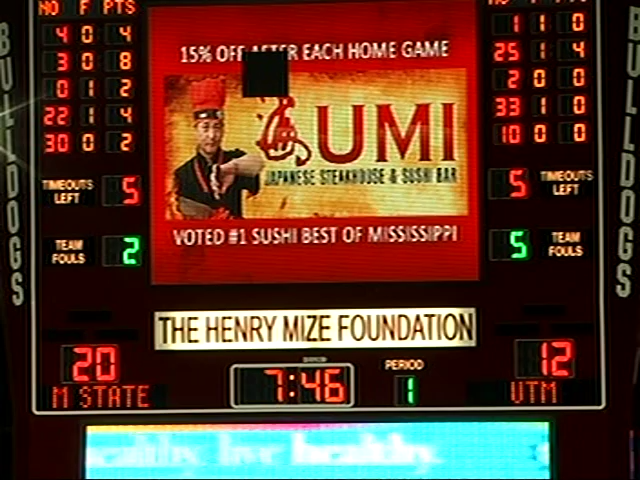 NO F PTS
4 0 4
3 0 8
0 1 2
22 1 4
30 0 2
TIMEOUTS LEFT 5
TEAM FOULS 2
BULLDOGS
15% OFF AFTER EACH HOME GAME
UMI
JAPANESE STEAKHOUSE & SUSHI BAR
VOTED #1 SUSHI BEST OF MISSISSIPPI
1 1 0
25 1 4
2 0 0
33 1 0
10 0 0
5 TIMEOUTS LEFT
5 TEAM FOULS
BULLDOGS
THE HENRY MIZE FOUNDATION
20
M STATE
7:46
PERIOD
1
12
UTM
healthy. live healthy.